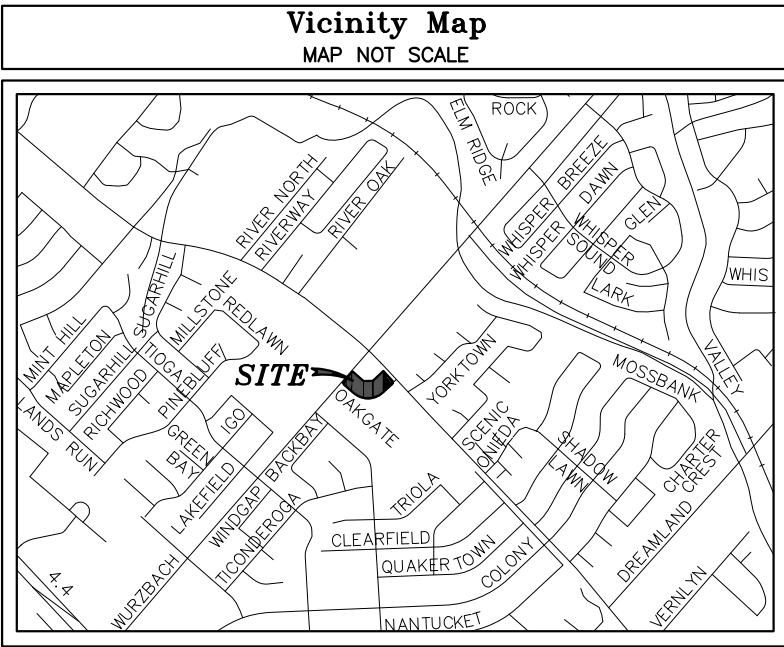 Vicinity Map
MAP NOT SCALE
ELM RIDGE
ROCK
RIVER NORTH
RIVERWAY
RIVER OAK
WHISPER BREEZE
WHISPER DAWN
WHISPER SOUND
GLEN
LARK
WHIS
SUGARHILL
MILLSTONE
REDLAWN
MINT HILL
MAPLETON
SUGARHILL
TIOGA
RICHWOOD
PINEBLUFF
SITE
OAKGATE
YORKTOWN
MOSSBANK
VALLEY
LANDS RUN
IGO
GREEN BAY
BACKBAY
SCENIC
ONIEDA
SHADOW LAWN
CHARTER CREST
LAKEFIELD
WINDGAP
TICONDEROGA
TRIOLA
CLEARFIELD
QUAKER TOWN
COLONY
DREAMLAND
4.4
WURZBACH
NANTUCKET
VERNLYN